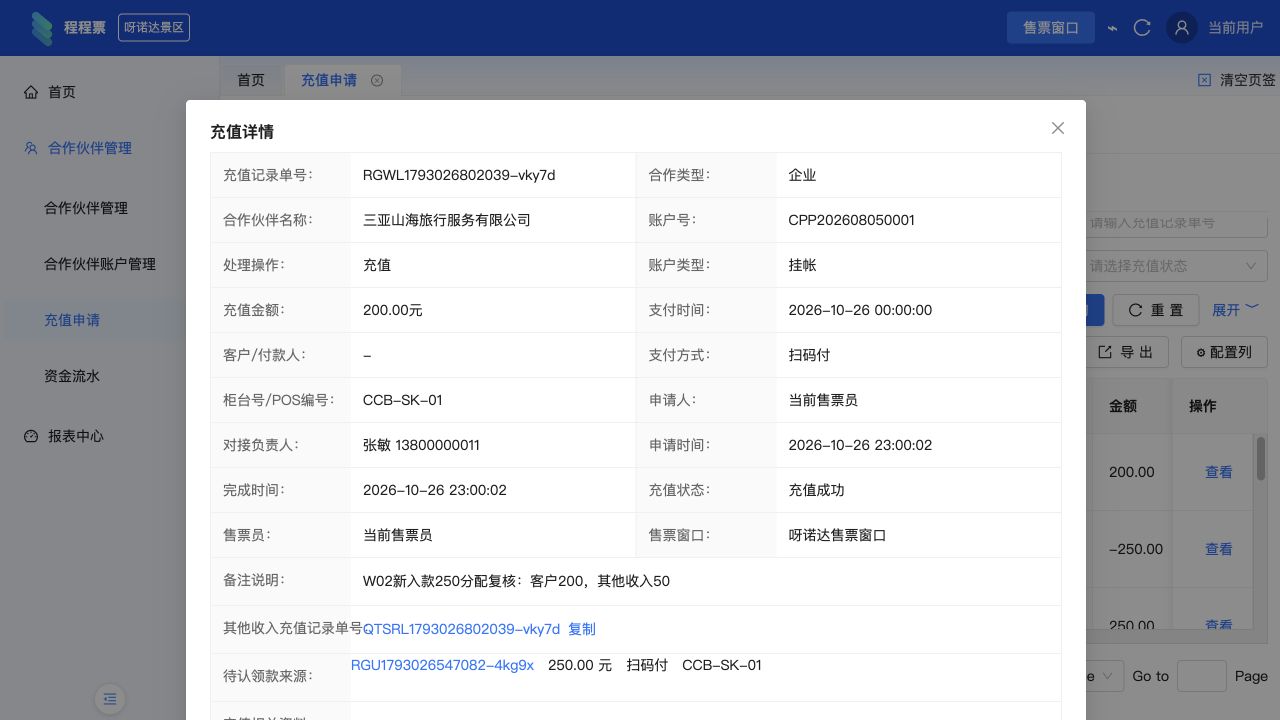 程程票 呀诺达景区 售票窗口 当前用户
首页 首页 充值申请 清空页签
合作伙伴管理
合作伙伴管理
合作伙伴账户管理
充值申请
资金流水
报表中心
充值详情
充值记录单号： RGWL1793026802039-vky7d 合作类型： 企业
合作伙伴名称： 三亚山海旅行服务有限公司 账户号： CPP202608050001
处理操作： 充值 账户类型： 挂帐
充值金额： 200.00元 支付时间： 2026-10-26 00:00:00
客户/付款人： - 支付方式： 扫码付
柜台号/POS编号： CCB-SK-01 申请人： 当前售票员
对接负责人： 张敏 13800000011 申请时间： 2026-10-26 23:00:02
完成时间： 2026-10-26 23:00:02 充值状态： 充值成功
售票员： 当前售票员 售票窗口： 呀诺达售票窗口
备注说明： W02新入款250分配复核：客户200，其他收入50
其他收入充值记录单号 QTSRL1793026802039-vky7d 复制
待认领款来源： RGU1793026547082-4kg9x 250.00 元 扫码付 CCB-SK-01
请输入充值记录单号
请选择充值状态
重置 展开
导出 配置列
金额 操作
200.00 查看
-250.00 查看
250.00 查看
Go to Page